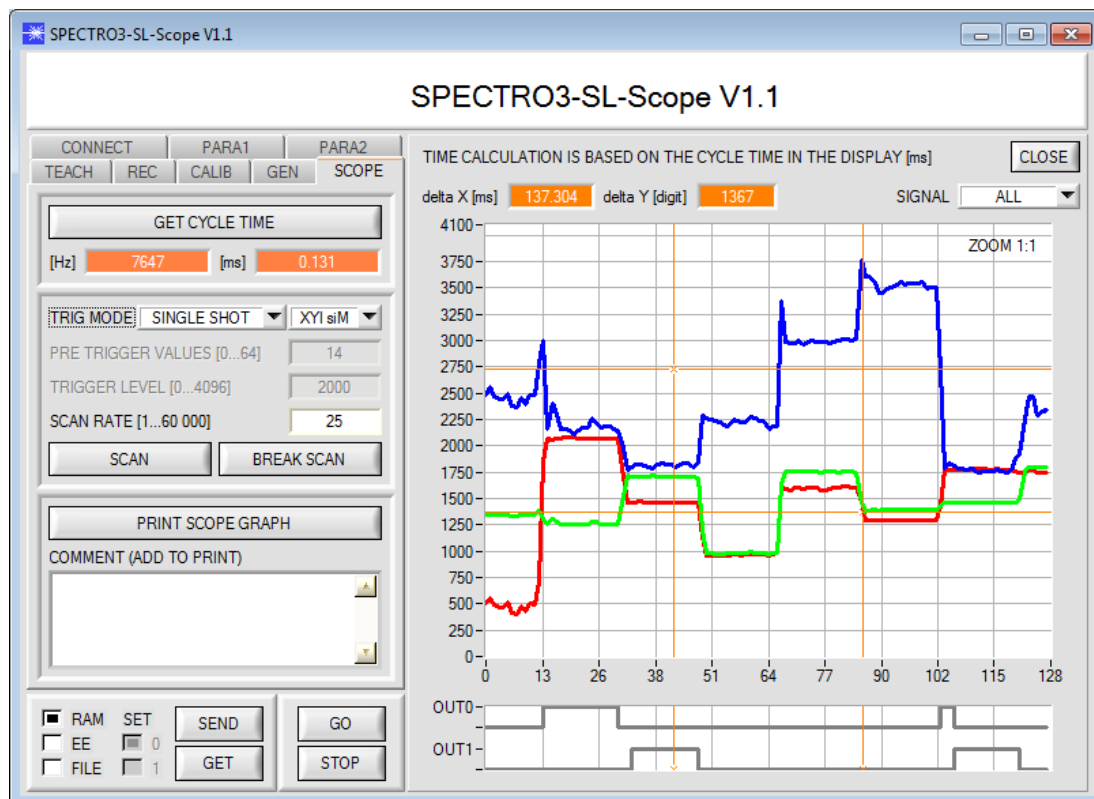 SPECTRO3-SL-Scope V1.1
SPECTRO3-SL-Scope V1.1
CONNECT PARA1 PARA2
TEACH REC CALIB GEN SCOPE
GET CYCLE TIME
[Hz] 7647 [ms] 0.131
TRIG MODE SINGLE SHOT XYI siM
PRE TRIGGER VALUES [0...64] 14
TRIGGER LEVEL [0...4096] 2000
SCAN RATE [1...60 000] 25
SCAN BREAK SCAN
PRINT SCOPE GRAPH
COMMENT (ADD TO PRINT)
RAM SET SEND GO
EE 0
FILE 1 GET STOP
TIME CALCULATION IS BASED ON THE CYCLE TIME IN THE DISPLAY [ms] CLOSE
delta X [ms] 137.304 delta Y [digit] 1367 SIGNAL ALL
ZOOM 1:1
4100
3750
3500
3250
3000
2750
2500
2250
2000
1750
1500
1250
1000
750
500
250
0
0 13 26 38 51 64 77 90 102 115 128
OUT0
OUT1